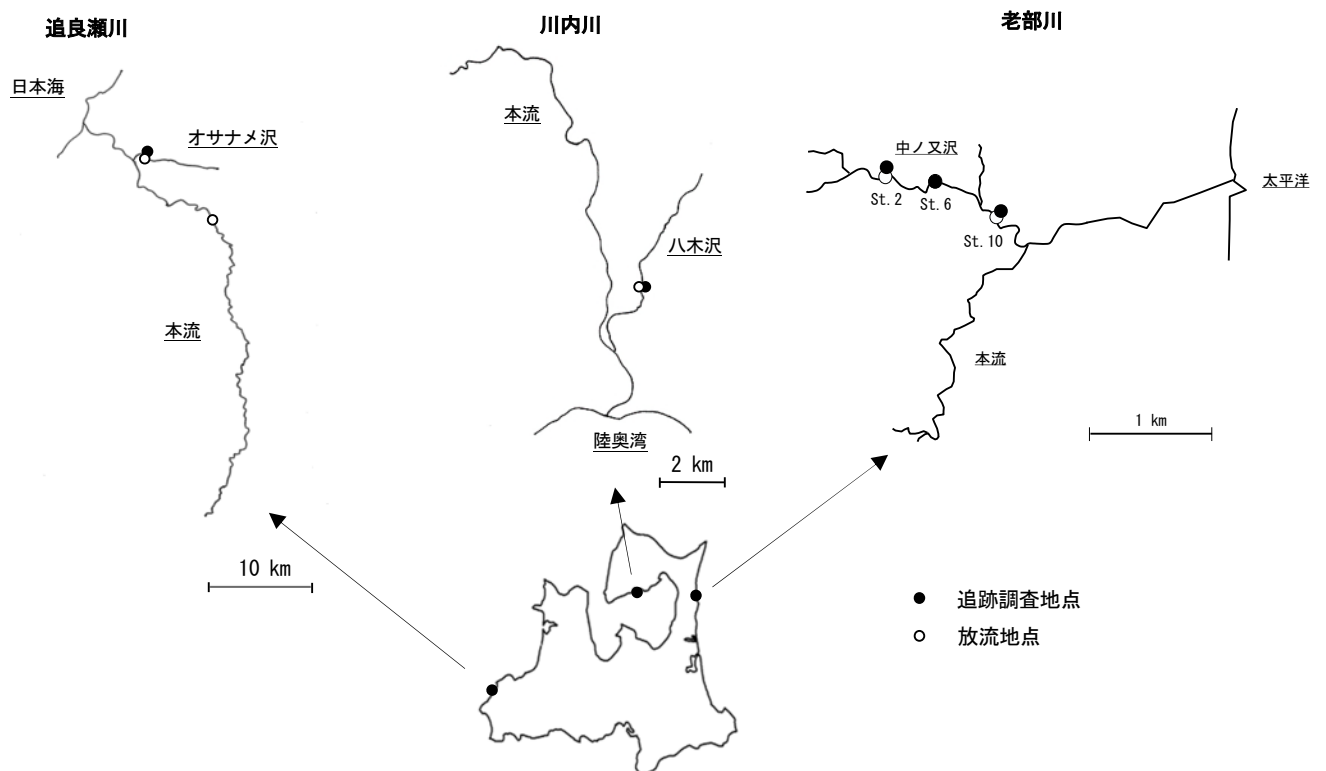 追良瀬川
日本海
オサナメ沢
本流
10 km
川内川
本流
八木沢
陸奥湾
2 km
老部川
中ノ又沢
St.2
St.6
St.10
太平洋
本流
1 km
追跡調査地点
放流地点